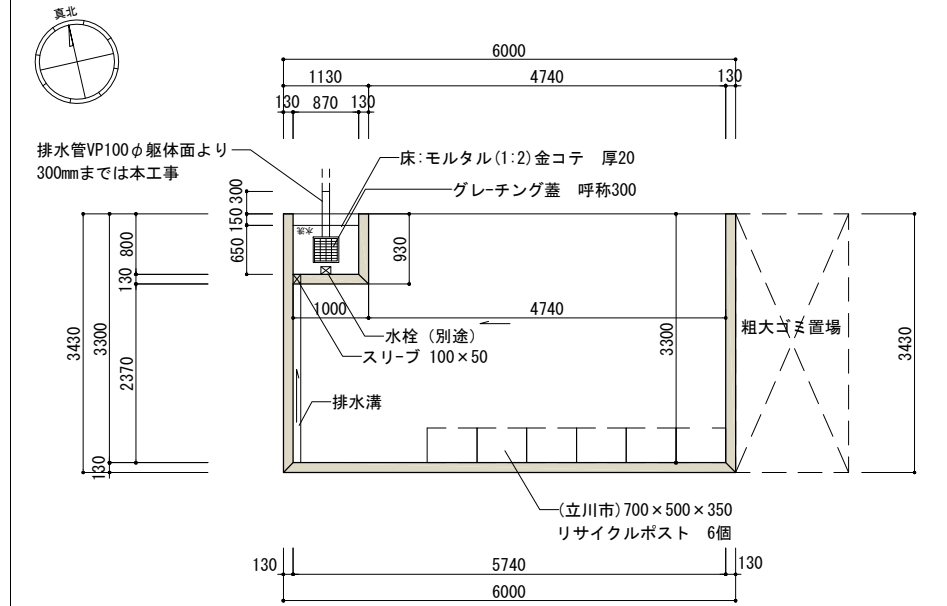 真北
6000
1130
4740
130
130
870
130
排水管VP100φ躯体面より
300mmまでは本工事
床:モルタル(1:2)金コテ 厚20
グレーチング蓋 呼称300
300
150
650
水洗
800
130
930
3430
3300
2370
130
1000
4740
3300
水栓 (別途)
スリーブ 100×50
排水溝
粗大ゴミ置場
3430
(立川市)700×500×350
リサイクルポスト 6個
130
5740
130
6000